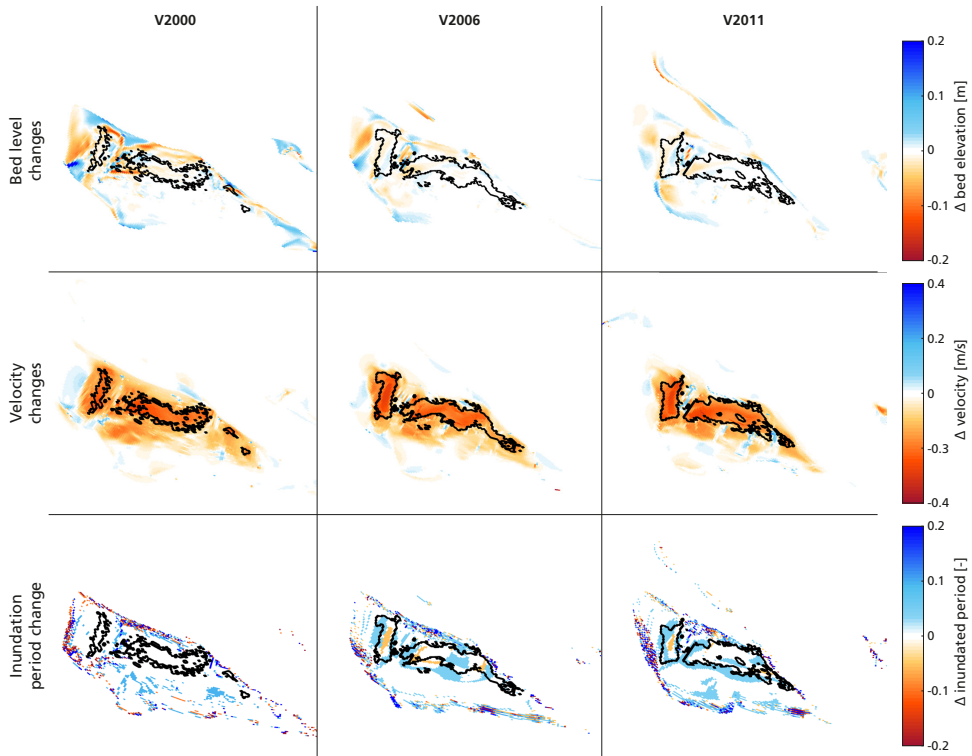 V2000
V2006
V2011
Bed level
changes
0.2
0.1
0
-0.1
-0.2
Δ bed elevation [m]
Velocity
changes
0.4
0.2
0
-0.3
-0.4
Δ velocity [m/s]
Inundation
period change
0.2
0.1
0
-0.1
-0.2
Δ inundated period [-]